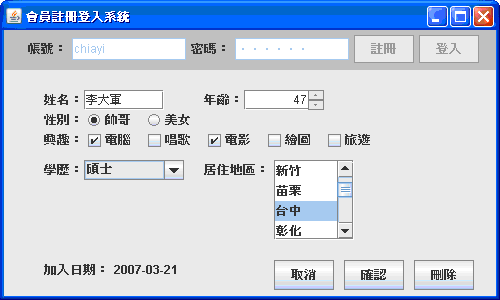 會員註冊登入系統
帳號： chiayi 密碼： ‧‧‧‧‧‧ 註冊 登入
姓名： 李大軍 年齡： 47
性別： 帥哥 美女
興趣： 電腦 唱歌 電影 繪圖 旅遊
學歷： 碩士 居住地區： 新竹
苗栗
台中
彰化
加入日期： 2007-03-21 取消 確認 刪除